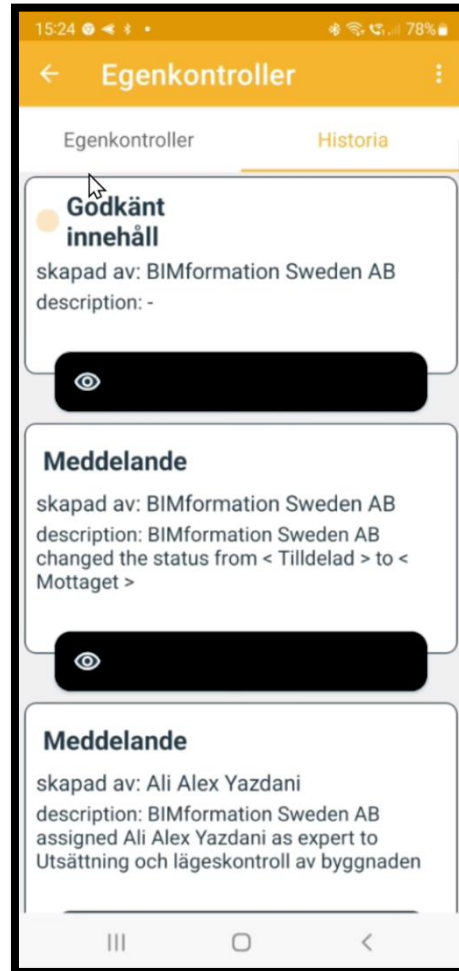 15:24
78%
Egenkontroller
Egenkontroller
Historia
Godkänt
innehåll
skapad av: BIMformation Sweden AB
description: -
Meddelande
skapad av: BIMformation Sweden AB
description: BIMformation Sweden AB
changed the status from < Tilldelad > to <
Mottaget >
Meddelande
skapad av: Ali Alex Yazdani
description: BIMformation Sweden AB
assigned Ali Alex Yazdani as expert to
Utsättning och lägeskontroll av byggnaden